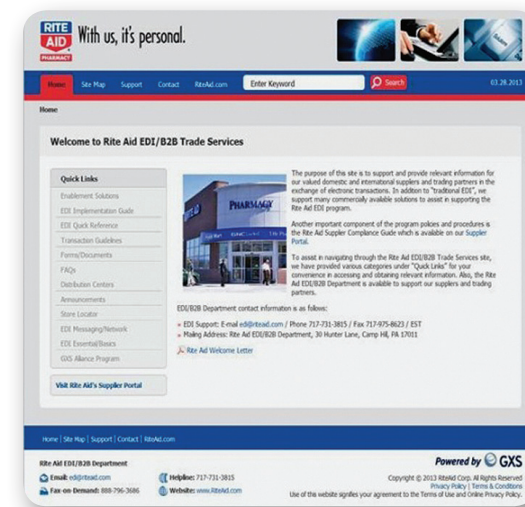 RITE
AID
PHARMACY
With us, it's personal.
Home Site Map Support Contact RiteAid.com Enter Keyword Search 03.28.2013
Home
Welcome to Rite Aid EDI/B2B Trade Services
Quick Links
Enablement Solutions
EDI Implementation Guide
EDI Quick Reference
Transaction Guidelines
Forms/Documents
FAQs
Distribution Centers
Announcements
Store Locator
EDI Messaging/Network
EDI Essential/Basics
GXS Alliance Program
Visit Rite Aid's Supplier Portal
PHARMACY
The purpose of this site is to support and provide relevant information for
our valued domestic and international suppliers and trading partners in the
exchange of electronic transactions. In addition to "traditional EDI", we
support many commercially available solutions to assist in supporting the
Rite Aid EDI program.
Another important component of the program policies and procedures is
the Rite Aid Supplier Compliance Guide which is available on our Supplier
Portal.
To assist in navigating through the Rite Aid EDI/B2B Trade Services site,
we have provided various categories under "Quick Links" for your
convenience in accessing and obtaining relevant information. Also, the Rite
Aid EDI/B2B Department is available to support our suppliers and trading
partners.
EDI/B2B Department contact information is as follows:
» EDI Support: E-mail edi@riteaid.com / Phone 717-731-3815 / Fax 717-975-8623 / EST
» Mailing Address: Rite Aid EDI/B2B Department, 30 Hunter Lane, Camp Hill, PA 17011
Rite Aid Welcome Letter
Home | Site Map | Support | Contact | RiteAid.com
Rite Aid EDI/B2B Department
Email: edi@riteaid.com Helpline: 717-731-3815
Fax-on-Demand: 888-796-3686 Website: www.RiteAid.com
Powered by GXS
Copyright © 2013 RiteAid Corp. All Rights Reserved
Privacy Policy | Terms & Conditions
Use of this website signifies your agreement to the Terms of Use and Online Privacy Policy.